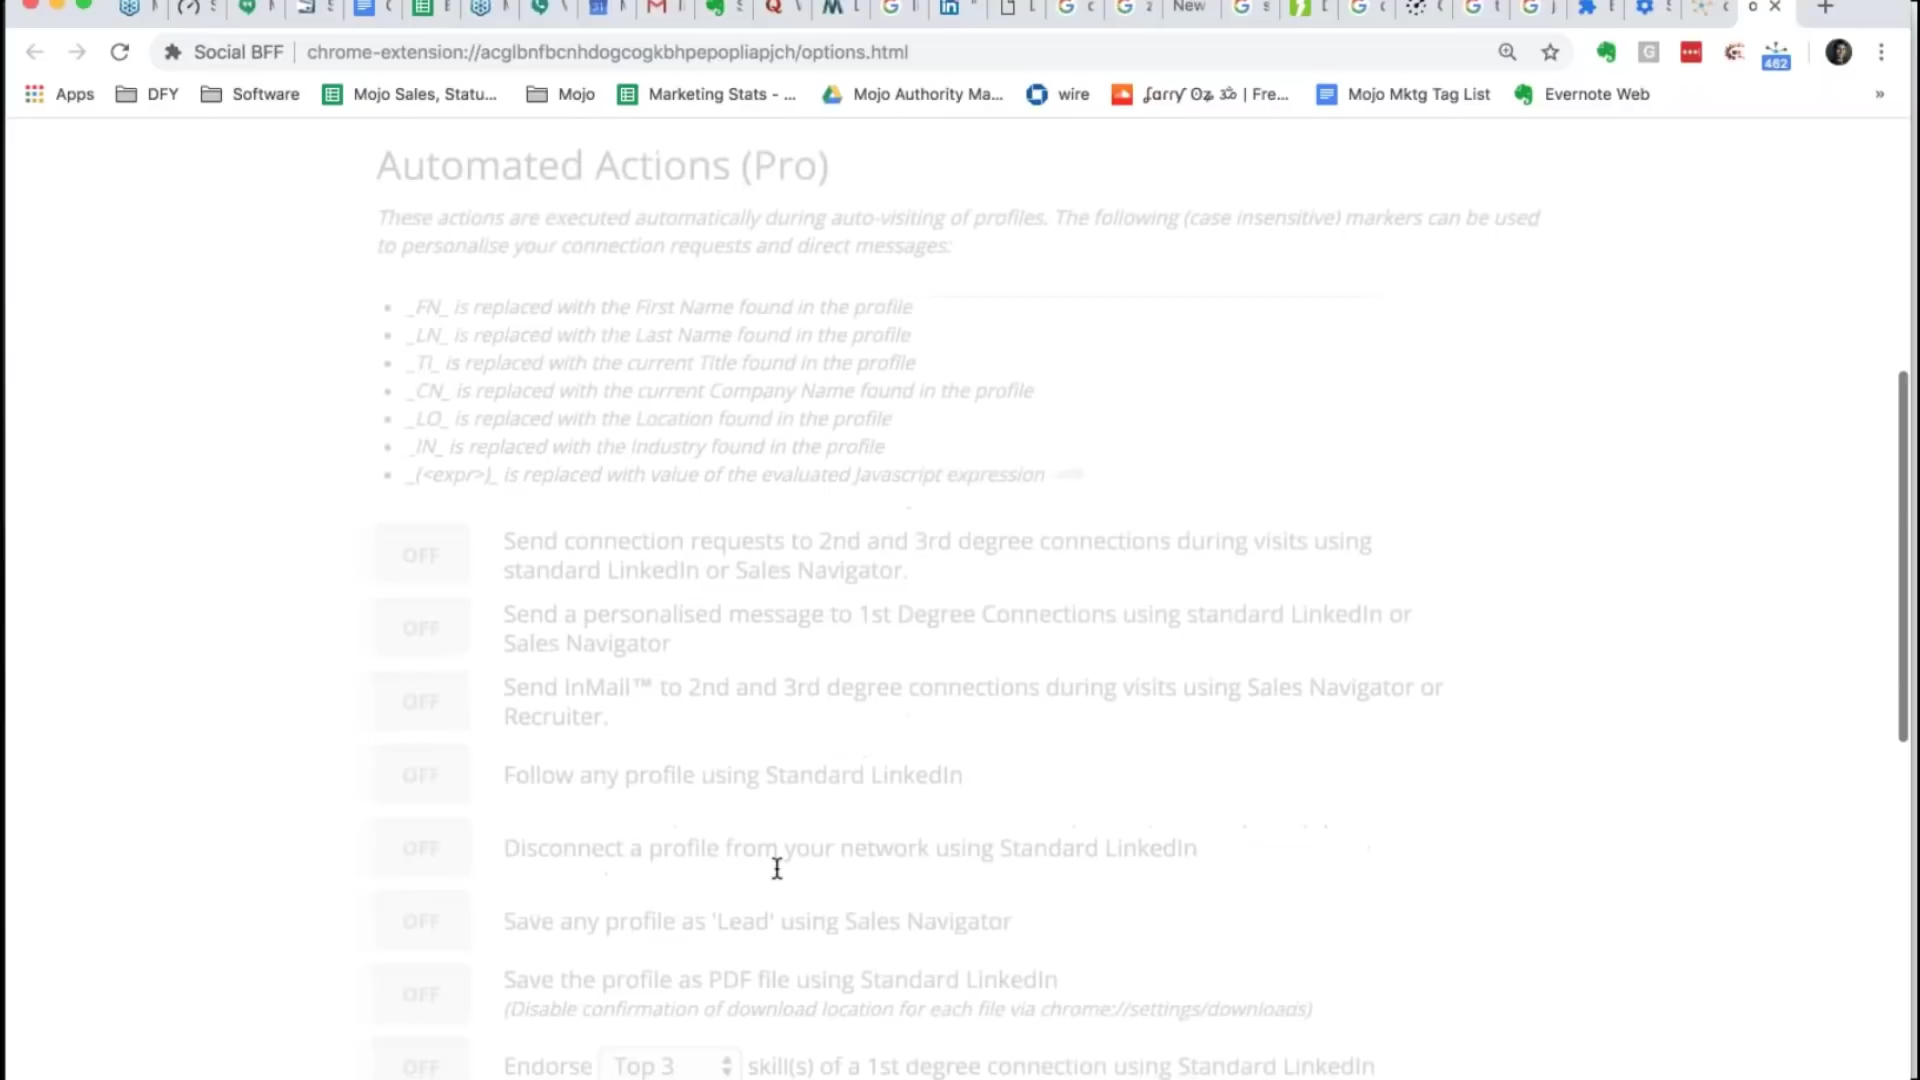 Social BFF chrome-extension://acglbnfbcnhdogcogkbhpepopliapjch/options.html
462
Apps DFY Software Mojo Sales, Statu... Mojo Marketing Stats - ... Mojo Authority Ma... wire | Fre... Mojo Mktg Tag List Evernote Web »
Automated Actions (Pro)
These actions are executed automatically during auto-visiting of profiles. The following (case insensitive) markers can be used
to personalise your connection requests and direct messages:
_FN_ is replaced with the First Name found in the profile
_LN_ is replaced with the Last Name found in the profile
_TI_ is replaced with the current Title found in the profile
_CN_ is replaced with the current Company Name found in the profile
_LO_ is replaced with the Location found in the profile
_IN_ is replaced with the Industry found in the profile
_(<expr>)_ is replaced with value of the evaluated Javascript expression
OFF Send connection requests to 2nd and 3rd degree connections during visits using
standard LinkedIn or Sales Navigator.
OFF Send a personalised message to 1st Degree Connections using standard LinkedIn or
Sales Navigator
OFF Send InMail™ to 2nd and 3rd degree connections during visits using Sales Navigator or
Recruiter.
OFF Follow any profile using Standard LinkedIn
OFF Disconnect a profile from your network using Standard LinkedIn
OFF Save any profile as 'Lead' using Sales Navigator
OFF Save the profile as PDF file using Standard LinkedIn
(Disable confirmation of download location for each file via chrome://settings/downloads)
OFF Endorse Top 3 skill(s) of a 1st degree connection using Standard LinkedIn